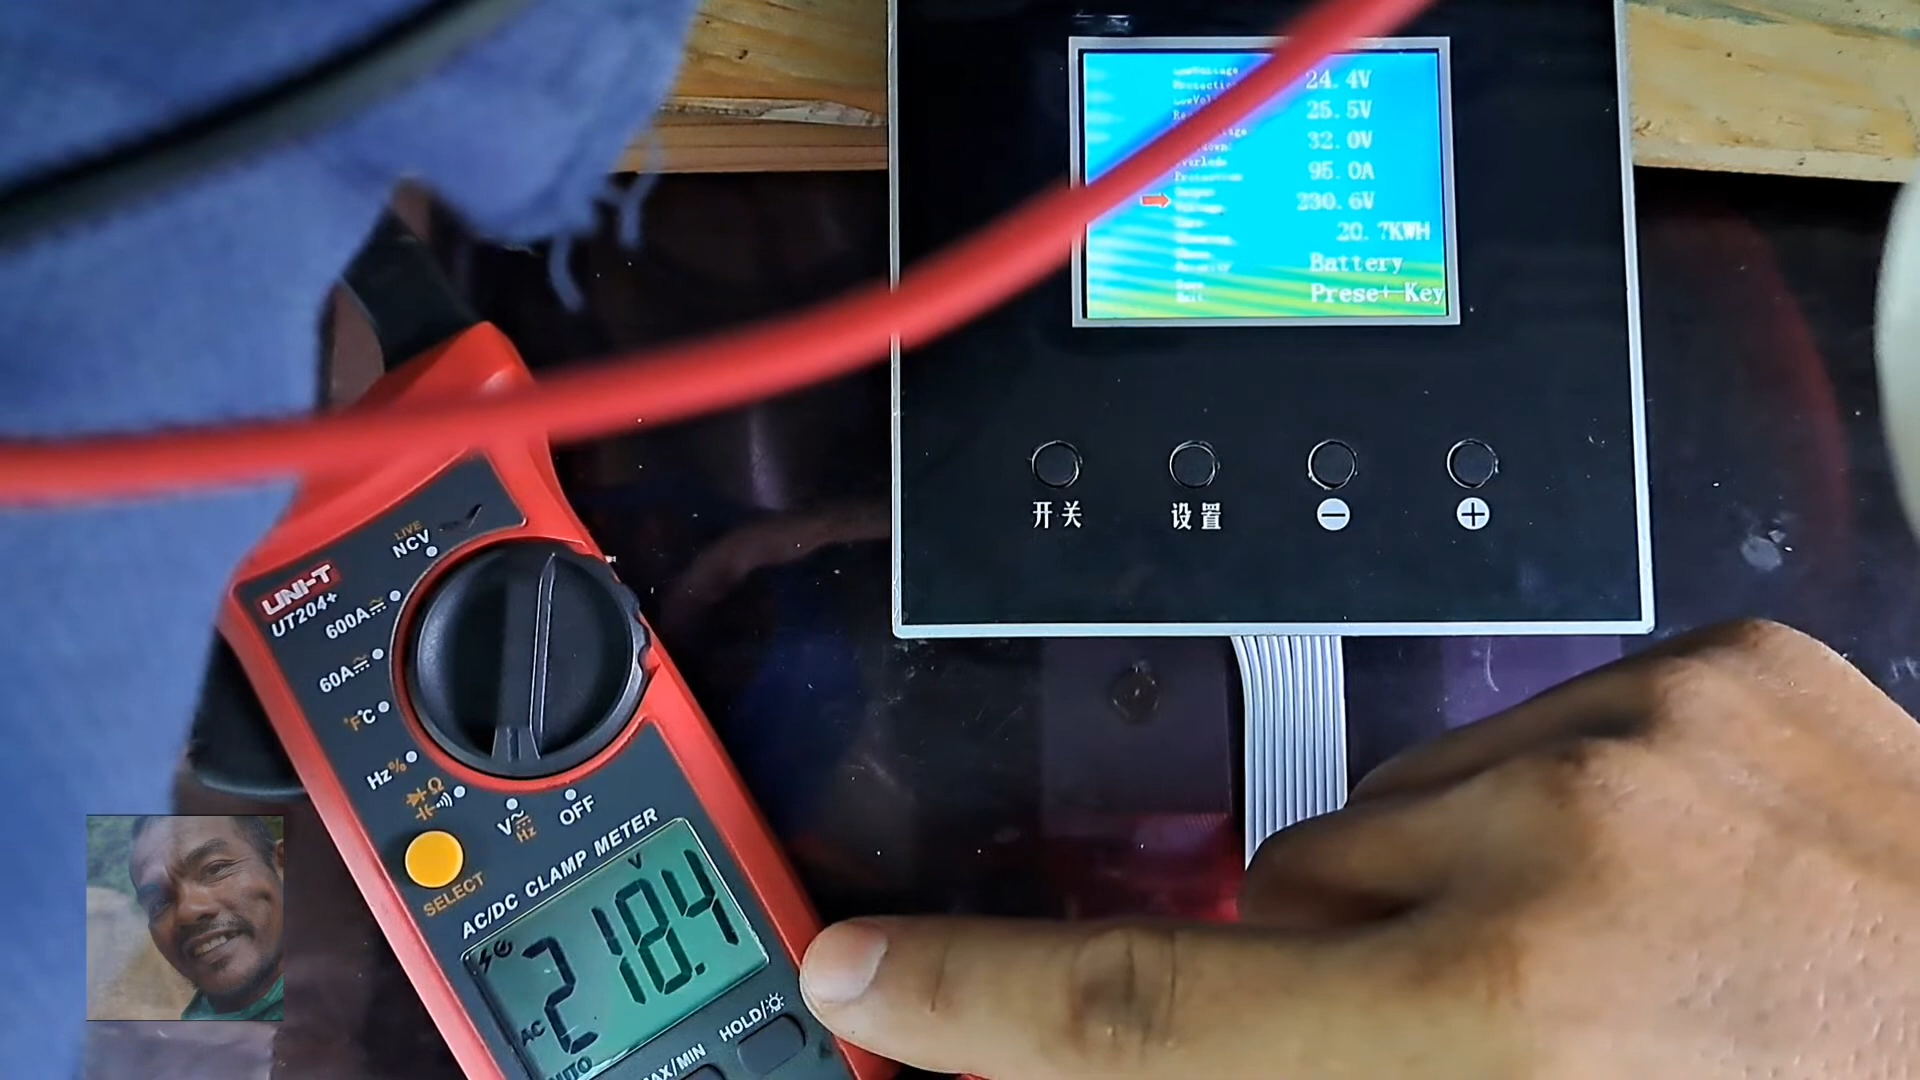 24.4V
25.5V
32.0V
95.0A
230.6V
20.7KWH
Battery
Prese+ Key
开关
设置
LIVE
NCV
UNI-T
UT204+
600A
60A
°F°C
Hz%
Ω
V Hz
OFF
SELECT
AC/DC CLAMP METER
V
218.4
AC
AUTO
HOLD/
MAX/MIN